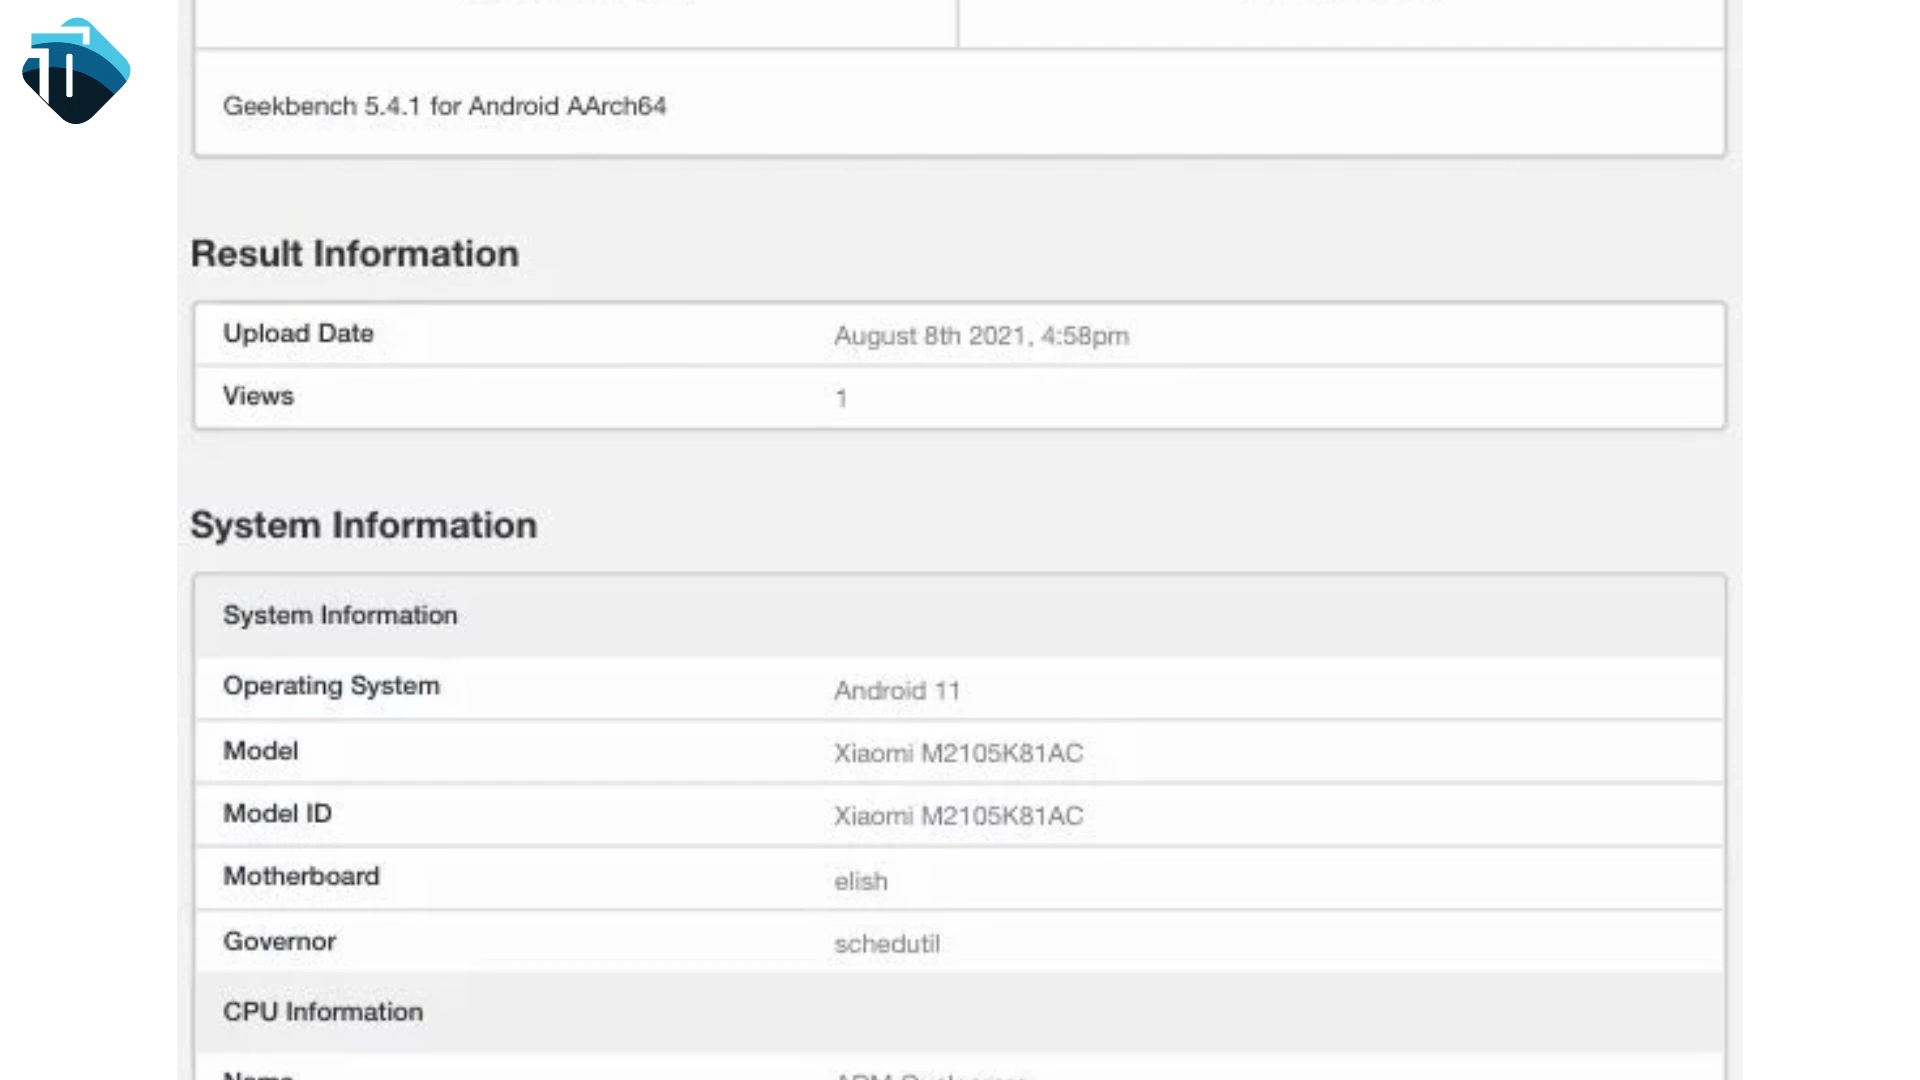 Geekbench 5.4.1 for Android AArch64
Result Information
Upload Date August 8th 2021, 4:58pm
Views 1
System Information
System Information
Operating System Android 11
Model Xiaomi M2105K81AC
Model ID Xiaomi M2105K81AC
Motherboard elish
Governor schedutil
CPU Information